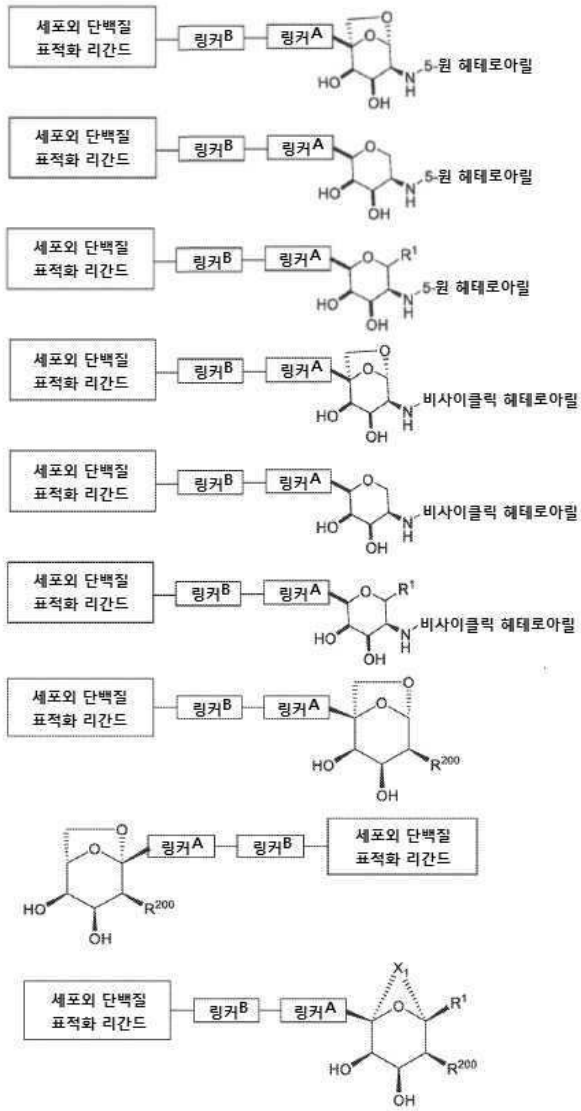 세포외 단백질
표적화 리간드
링커B
링커A
O
O
HO
OH
N
H
5-원 헤테로아릴
세포외 단백질
표적화 리간드
링커B
링커A
O
HO
OH
N
H
5-원 헤테로아릴
세포외 단백질
표적화 리간드
링커B
링커A
O
R1
HO
OH
N
H
5-원 헤테로아릴
세포외 단백질
표적화 리간드
링커B
링커A
O
O
HO
OH
N
H
비사이클릭 헤테로아릴
세포외 단백질
표적화 리간드
링커B
링커A
O
HO
OH
N
H
비사이클릭 헤테로아릴
세포외 단백질
표적화 리간드
링커B
링커A
O
R1
HO
OH
N
H
비사이클릭 헤테로아릴
세포외 단백질
표적화 리간드
링커B
링커A
O
O
HO
OH
R200
O
O
링커A
링커B
세포외 단백질
표적화 리간드
HO
OH
R200
세포외 단백질
표적화 리간드
링커B
링커A
X1
O
R1
HO
OH
R200